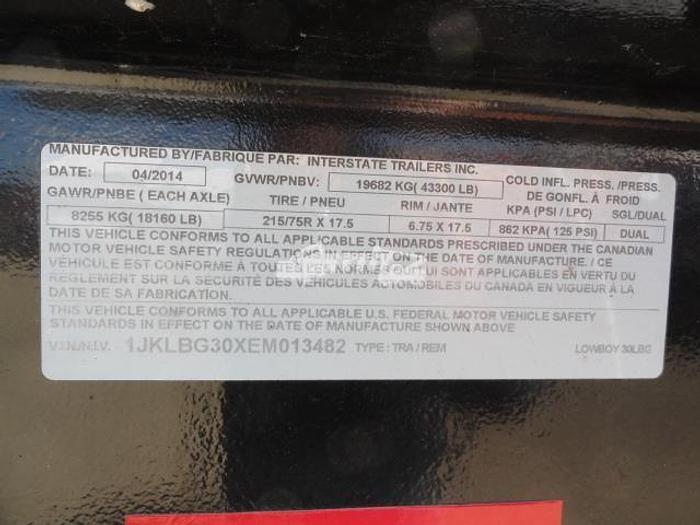 MANUFACTURED BY/FABRIQUE PAR: INTERSTATE TRAILERS INC.
DATE: 04/2014 GVWR/PNBV: 19682 KG( 43300 LB) COLD INFL. PRESS. /PRESS. DE GONFL. À FROID
GAWR/PNBE ( EACH AXLE) TIRE / PNEU RIM / JANTE KPA (PSI / LPC) SGL/DUAL
8255 KG( 18160 LB) 215/75R X 17.5 6.75 X 17.5 862 KPA( 125 PSI) DUAL
THIS VEHICLE CONFORMS TO ALL APPLICABLE STANDARDS PRESCRIBED UNDER THE CANADIAN
MOTOR VEHICLE SAFETY REGULATIONS IN EFFECT ON THE DATE OF MANUFACTURE. / CE
VÉHICULE EST CONFORME À TOUTES LES NORMES QUI LUI SONT APPLICABLES EN VERTU DU
RÈGLEMENT SUR LA SÉCURITÉ DES VÉHICULES AUTOMOBILES DU CANADA EN VIGUEUR À LA
DATE DE SA FABRICATION.
THIS VEHICLE CONFORMS TO ALL APPLICABLE U.S. FEDERAL MOTOR VEHICLE SAFETY
STANDARDS IN EFFECT ON THE DATE OF MANUFACTURE SHOWN ABOVE
V.I.N./N.I.V. 1JKLBG30XEM013482 TYPE : TRA / REM LOWBOY 30LBG